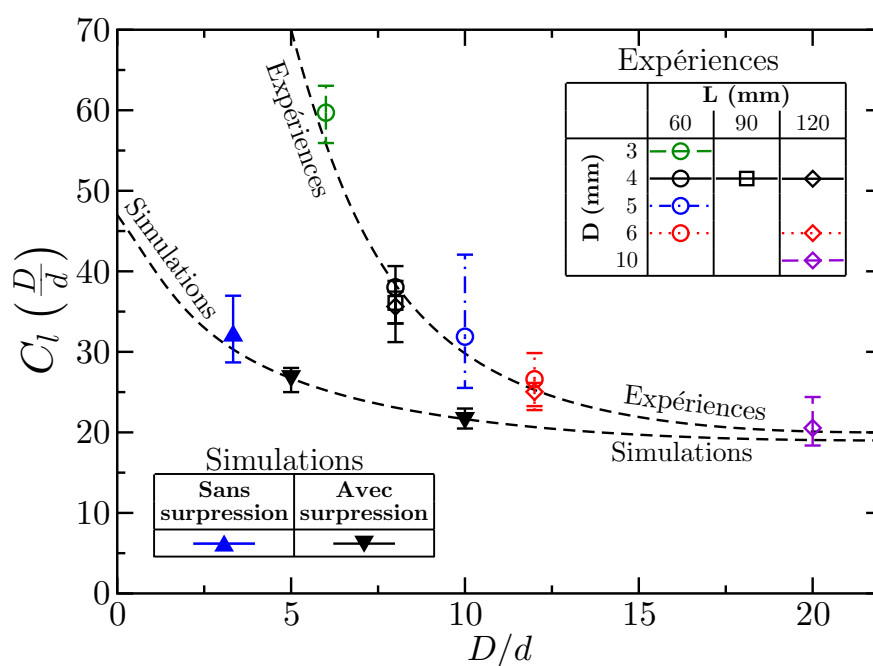 70
60
50
40
30
20
10
0
C_l (D/d)
0
5
10
15
20
D/d
Expériences
Simulations
Expériences
Simulations
Expériences
L (mm)
60 90 120
D (mm)
3
4
5
6
10
Simulations
Sans surpression
Avec surpression